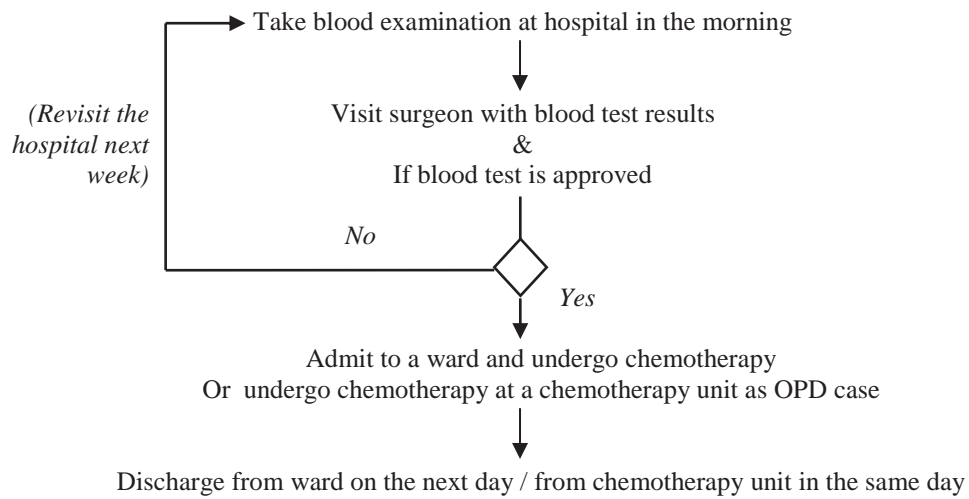 Take blood examination at hospital in the morning
(Revisit the
hospital next
week)
Visit surgeon with blood test results
&
If blood test is approved
No
Yes
Admit to a ward and undergo chemotherapy
Or undergo chemotherapy at a chemotherapy unit as OPD case
Discharge from ward on the next day / from chemotherapy unit in the same day